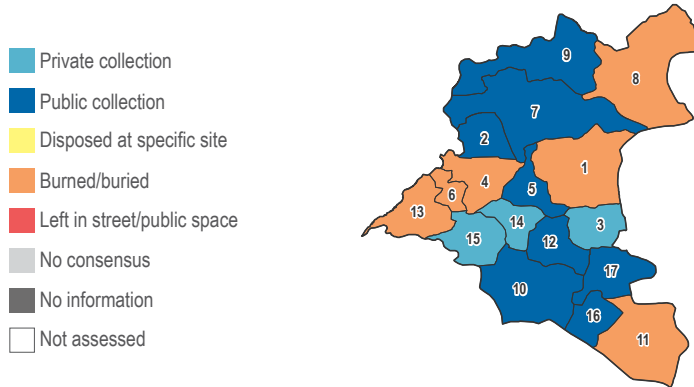 Private collection
Public collection
Disposed at specific site
Burned/buried
Left in street/public space
No consensus
No information
Not assessed
9
8
7
2
1
4
5
6
13
14
3
15
12
17
10
16
11